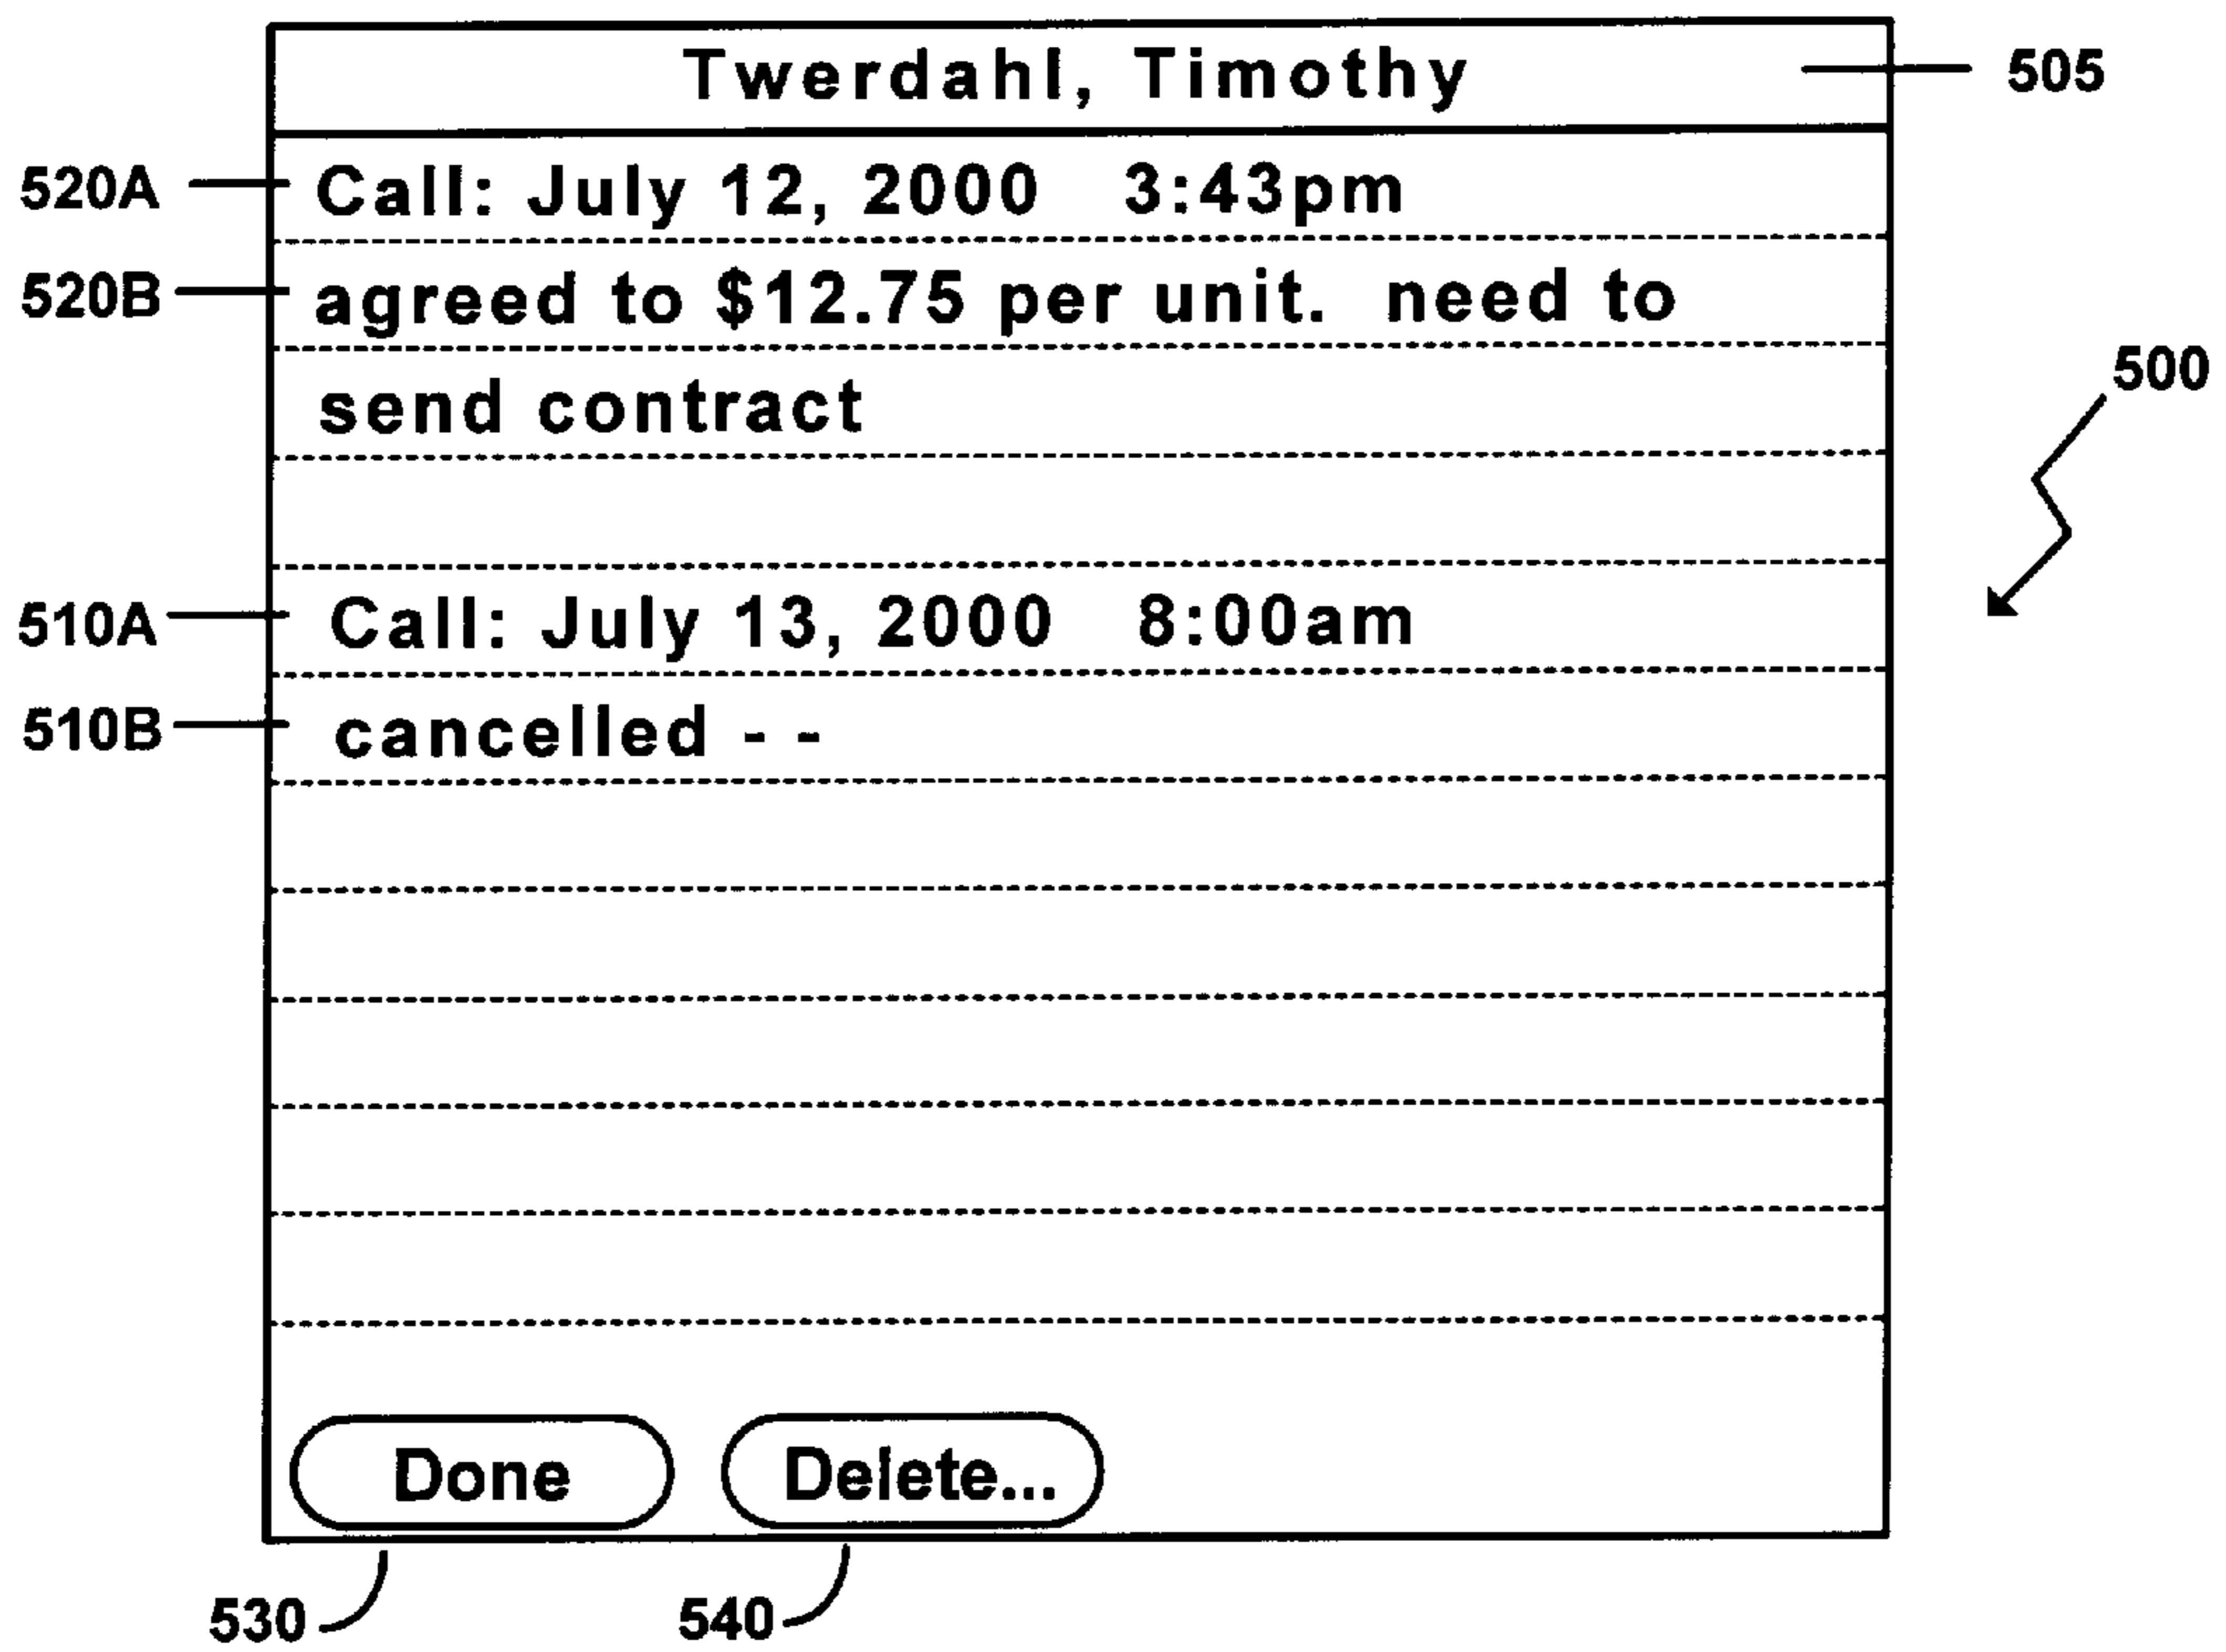 Twerdahl, Timothy
505
520A
Call: July 12, 2000 3:43pm
520B
agreed to $12.75 per unit. need to
send contract
500
510A
Call: July 13, 2000 8:00am
510B
cancelled - -
Done
Delete...
530
540